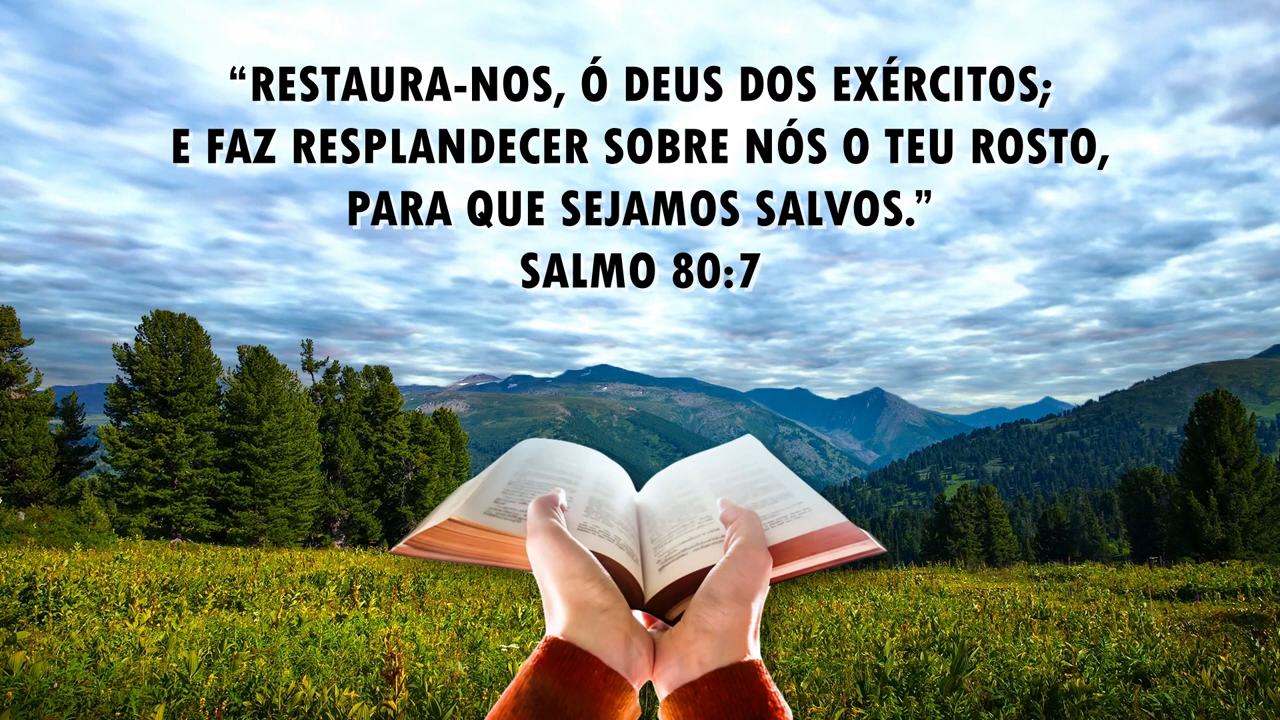 “RESTAURA-NOS, Ó DEUS DOS EXÉRCITOS;
E FAZ RESPLANDECER SOBRE NÓS O TEU ROSTO,
PARA QUE SEJAMOS SALVOS.”
SALMO 80:7